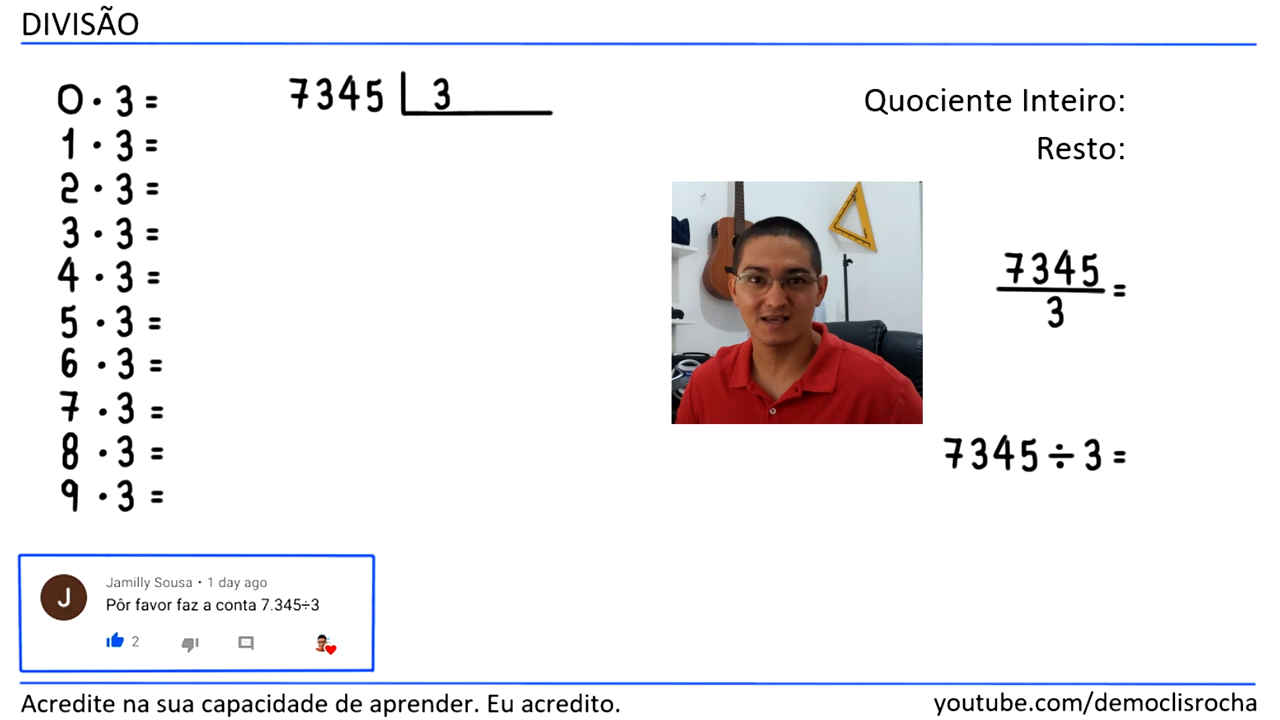 DIVISÃO
0 · 3 =
1 · 3 =
2 · 3 =
3 · 3 =
4 · 3 =
5 · 3 =
6 · 3 =
7 · 3 =
8 · 3 =
9 · 3 =
7345 3
Quociente Inteiro:
Resto:
7345
3
=
7345 ÷ 3 =
J
Jamilly Sousa • 1 day ago
Pôr favor faz a conta 7.345÷3
2
Acredite na sua capacidade de aprender. Eu acredito.
youtube.com/democlisrocha